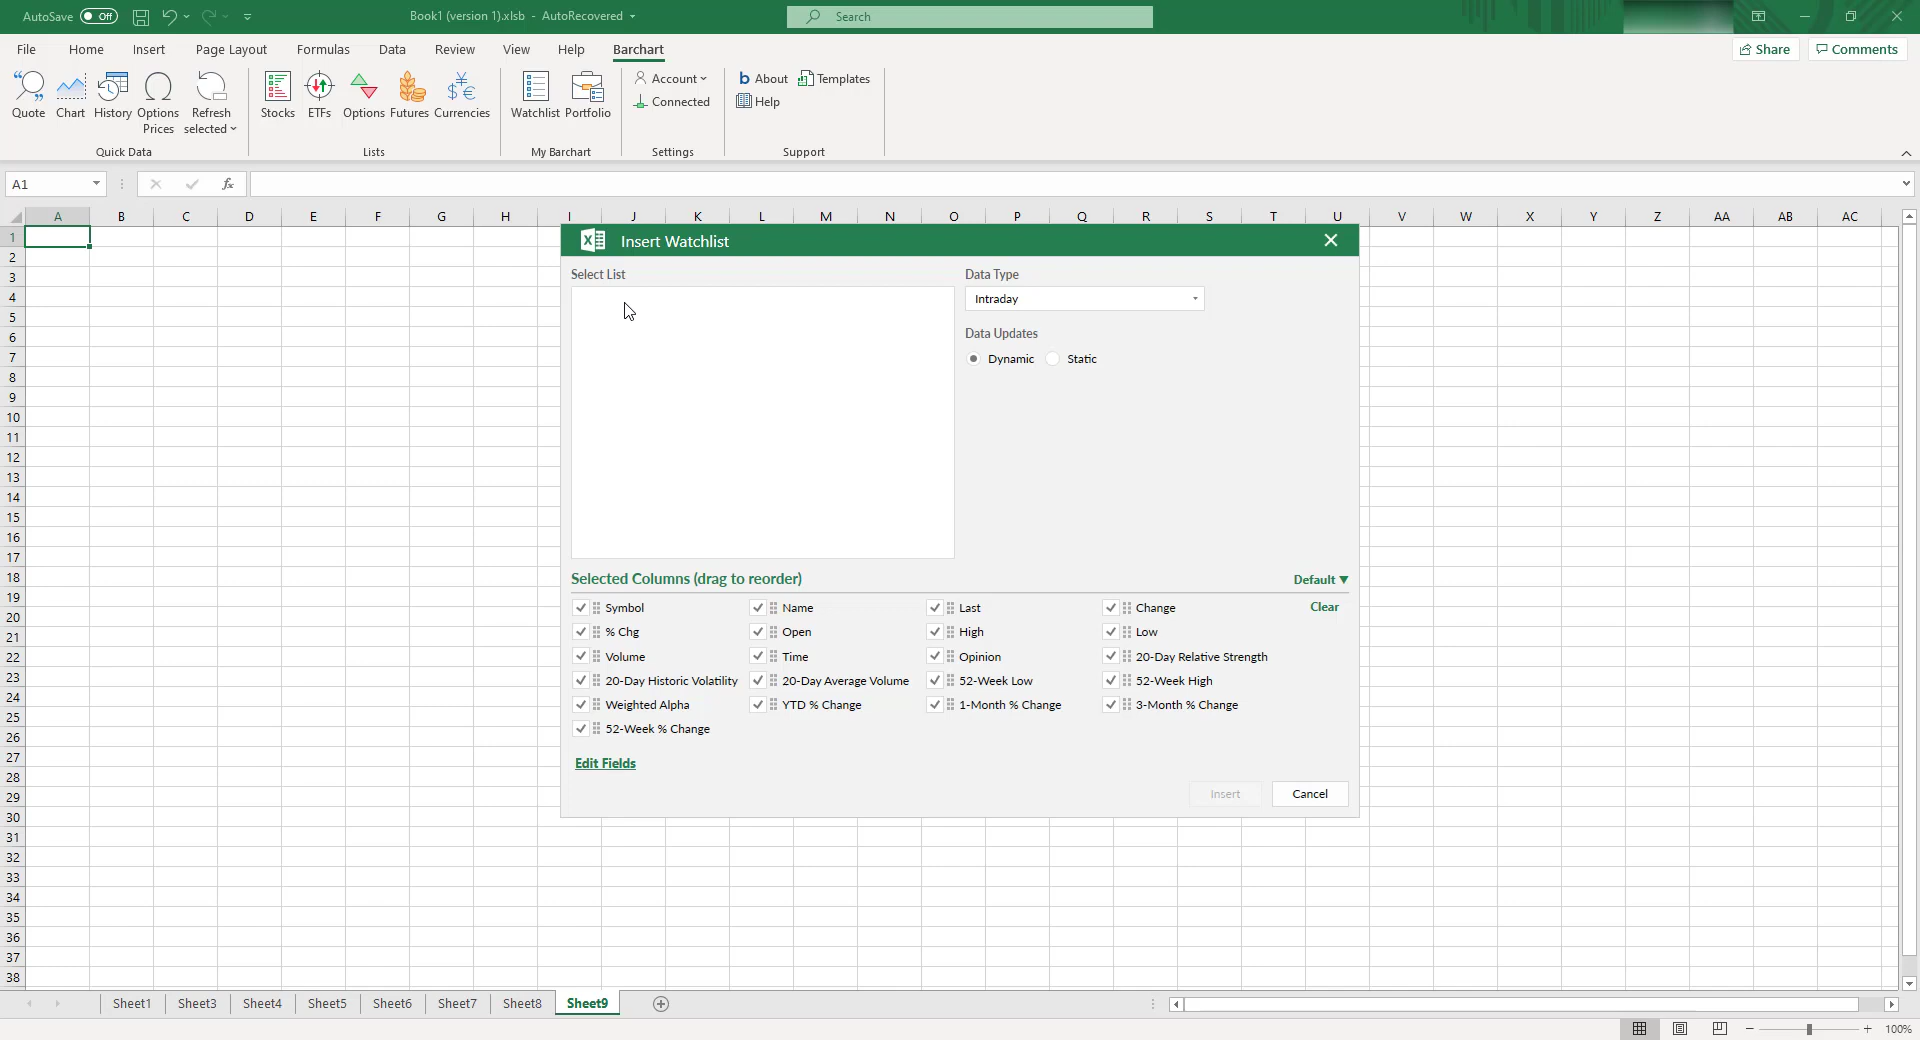 AutoSave Off Book1 (version 1).xlsb - AutoRecovered Search
File Home Insert Page Layout Formulas Data Review View Help Barchart Share Comments
Quote Chart History Options Prices Refresh selected
Quick Data
Stocks ETFs Options Futures Currencies
Lists
Watchlist Portfolio
My Barchart
Account
Connected
Settings
b About Templates
Help
Support
A1 fx
A B C D E F G H I J K L M N O P Q R S T U V W X Y Z AA AB AC
1
2
3
4
5
6
7
8
9
10
11
12
13
14
15
16
17
18
19
20
21
22
23
24
25
26
27
28
29
30
31
32
33
34
35
36
37
38
X Insert Watchlist
Select List
Data Type
Intraday
Data Updates
Dynamic Static
Selected Columns (drag to reorder) Default
Symbol Name Last Change Clear
% Chg Open High Low
Volume Time Opinion 20-Day Relative Strength
20-Day Historic Volatility 20-Day Average Volume 52-Week Low 52-Week High
Weighted Alpha YTD % Change 1-Month % Change 3-Month % Change
52-Week % Change
Edit Fields
Insert Cancel
Sheet1 Sheet3 Sheet4 Sheet5 Sheet6 Sheet7 Sheet8 Sheet9
100%